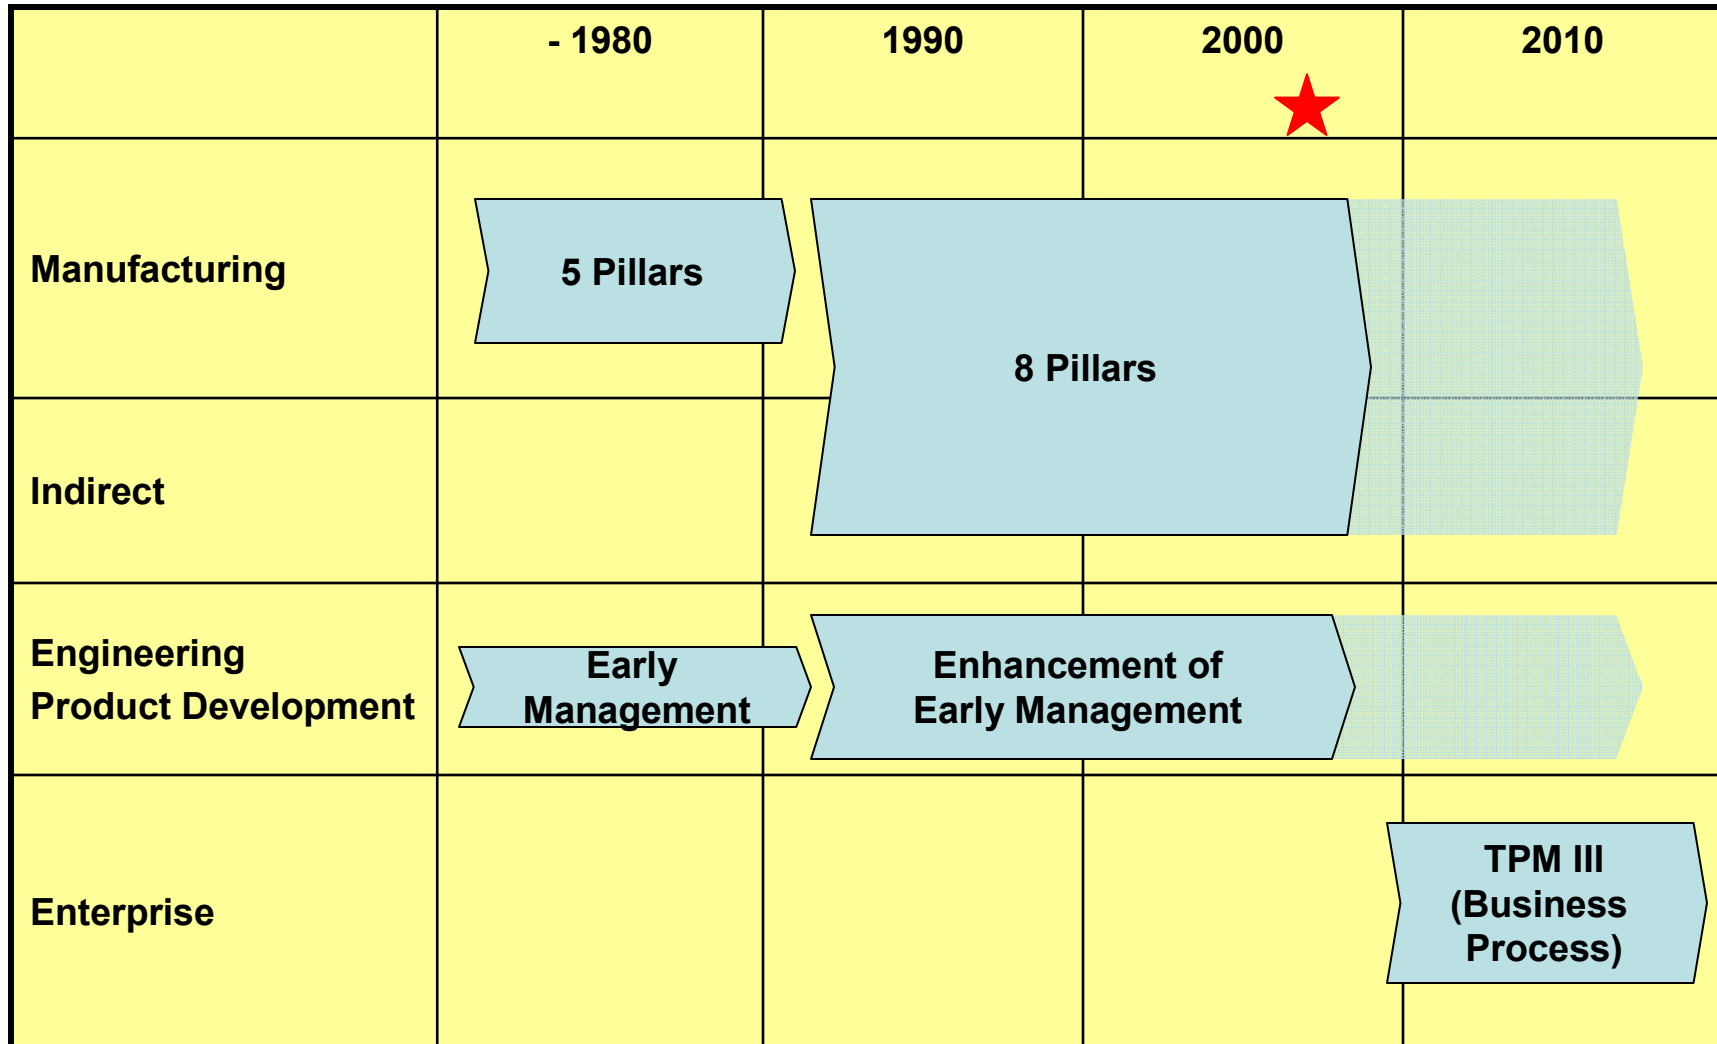 - 1980
1990
2000
2010
Manufacturing
5 Pillars
8 Pillars
Indirect
Engineering
Product Development
Early
Management
Enhancement of
Early Management
Enterprise
TPM III
(Business
Process)